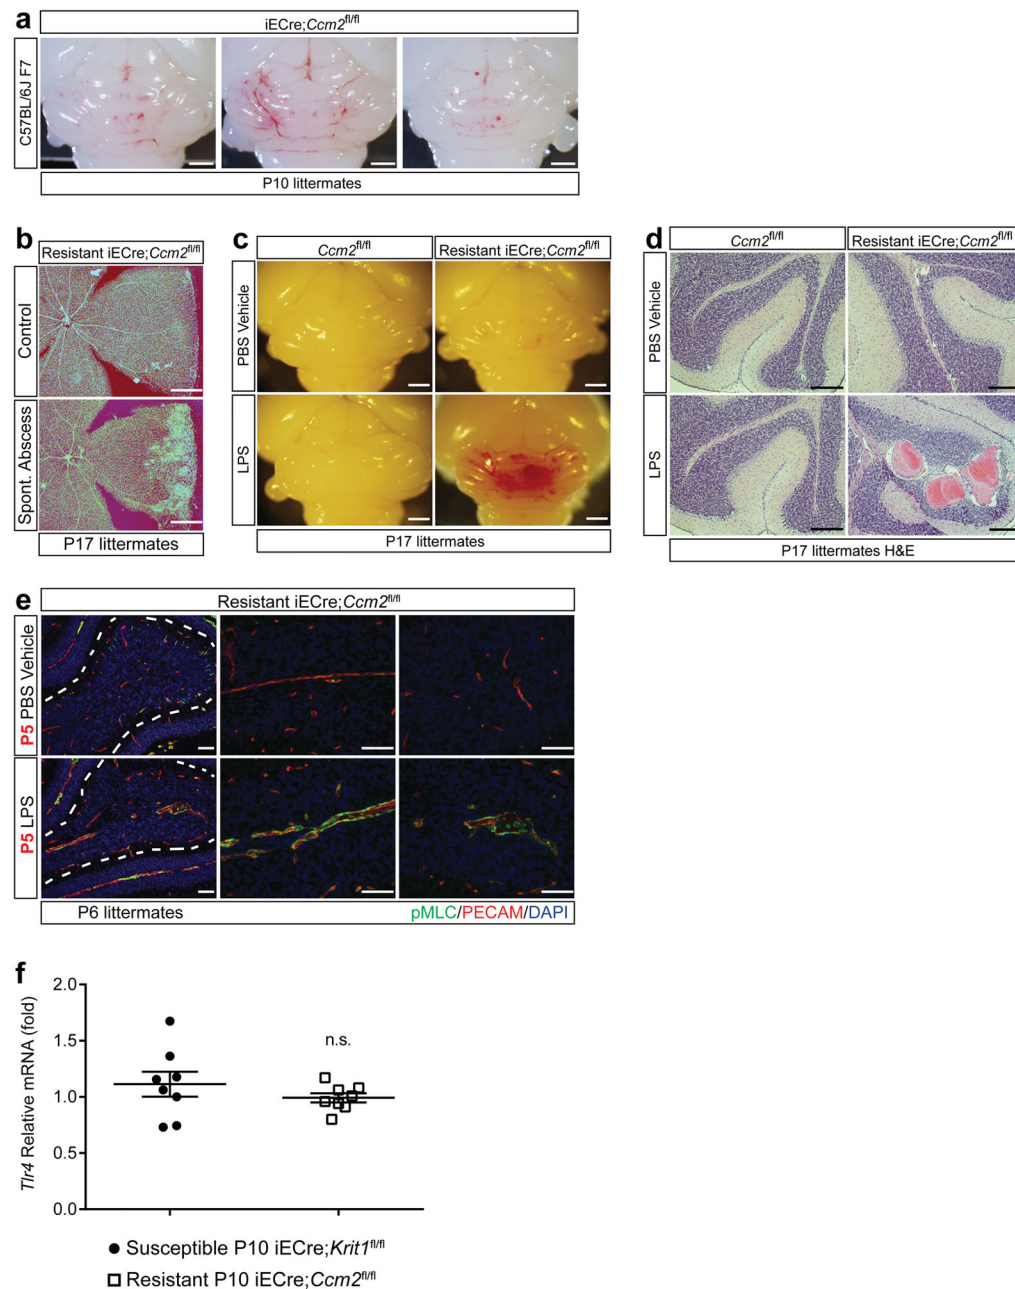 a
iECre;Ccm2fl/fl
C57BL/6J F7
P10 littermates
b
Resistant iECre;Ccm2fl/fl
Control
Spont. Abscess
P17 littermates
c
Ccm2fl/fl
Resistant iECre;Ccm2fl/fl
PBS Vehicle
LPS
P17 littermates
d
Ccm2fl/fl
Resistant iECre;Ccm2fl/fl
PBS Vehicle
LPS
P17 littermates H&E
e
Resistant iECre;Ccm2fl/fl
P5 PBS Vehicle
P5 LPS
P6 littermates
pMLC/PECAM/DAPI
f
Tlr4 Relative mRNA (fold)
2.0
1.5
1.0
0.5
0.0
n.s.
Susceptible P10 iECre;Krit1fl/fl
Resistant P10 iECre;Ccm2fl/fl